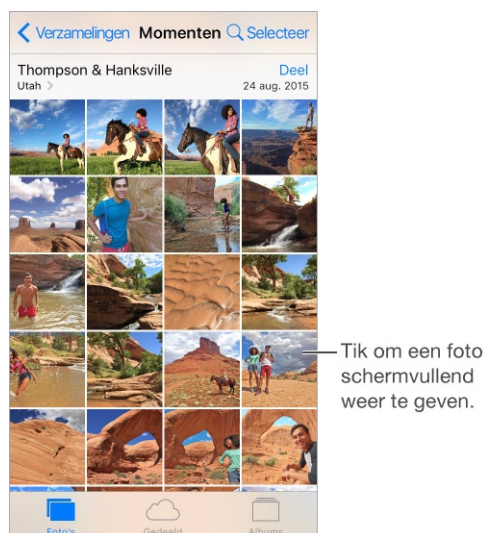 Verzamelingen Momenten Selecteer
Thompson & Hanksville Deel
Utah 24 aug. 2015
Tik om een foto
schermvullend
weer te geven.
Foto's Gedeeld Albums